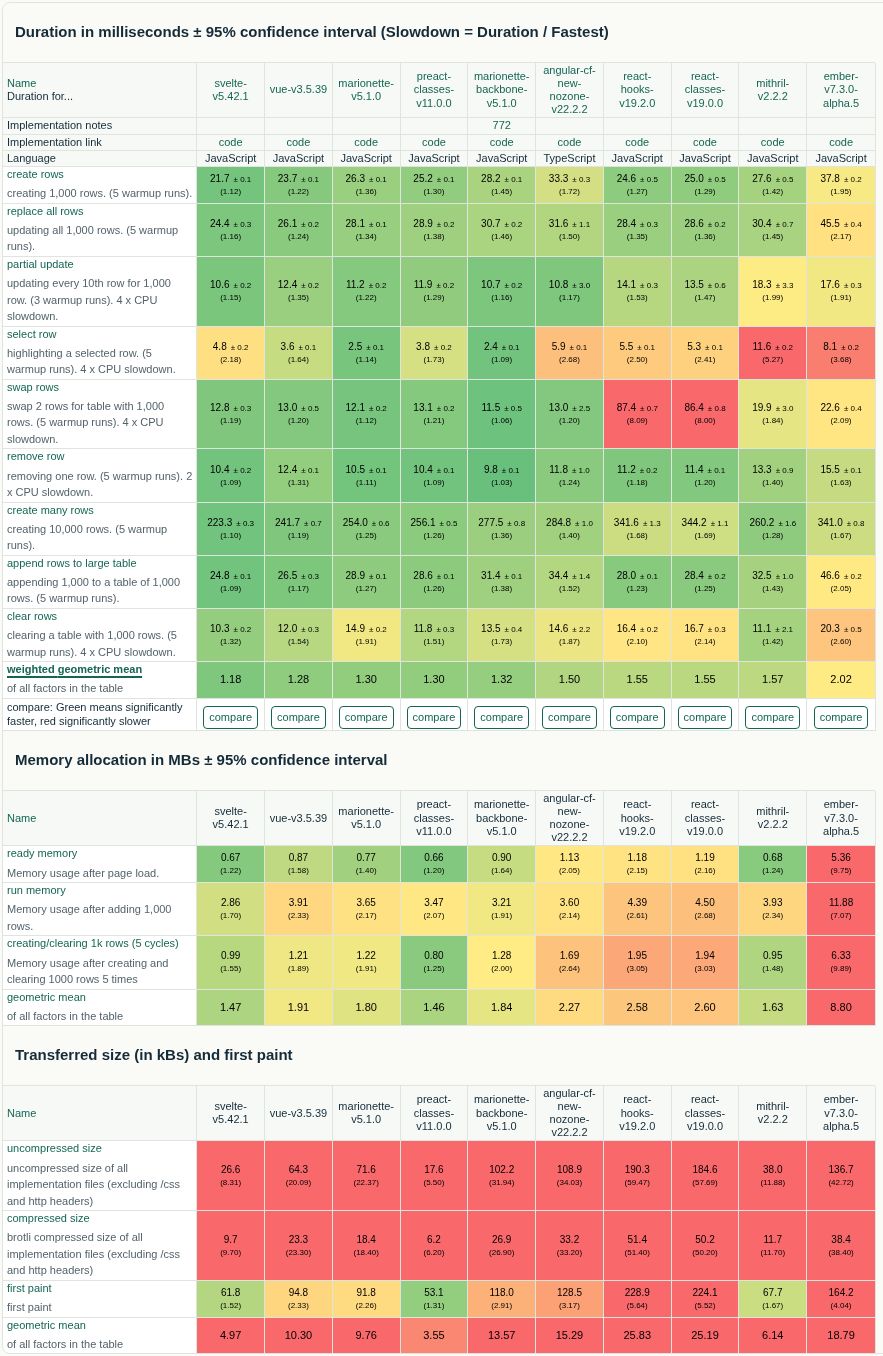 Duration in milliseconds ± 95% confidence interval (Slowdown = Duration / Fastest)
Name
Duration for...
svelte-v5.42.1 vue-v3.5.39 marionette-v5.1.0 preact-classes-v11.0.0 marionette-backbone-v5.1.0 angular-cf-new-nozone-v22.2.2 react-hooks-v19.2.0 react-classes-v19.0.0 mithril-v2.2.2 ember-v7.3.0-alpha.5
Implementation notes 772
Implementation link code code code code code code code code code code
Language JavaScript JavaScript JavaScript JavaScript JavaScript TypeScript JavaScript JavaScript JavaScript JavaScript
create rows
creating 1,000 rows. (5 warmup runs).
21.7 ± 0.1 23.7 ± 0.1 26.3 ± 0.1 25.2 ± 0.1 28.2 ± 0.1 33.3 ± 0.3 24.6 ± 0.5 25.0 ± 0.5 27.6 ± 0.5 37.8 ± 0.2
(1.12) (1.22) (1.36) (1.30) (1.45) (1.72) (1.27) (1.29) (1.42) (1.95)
replace all rows
updating all 1,000 rows. (5 warmup
runs).
24.4 ± 0.3 26.1 ± 0.2 28.1 ± 0.1 28.9 ± 0.2 30.7 ± 0.2 31.6 ± 1.1 28.4 ± 0.3 28.6 ± 0.2 30.4 ± 0.7 45.5 ± 0.4
(1.16) (1.24) (1.34) (1.38) (1.46) (1.50) (1.35) (1.36) (1.45) (2.17)
partial update
updating every 10th row for 1,000
row. (3 warmup runs). 4 x CPU
slowdown.
10.6 ± 0.2 12.4 ± 0.2 11.2 ± 0.2 11.9 ± 0.2 10.7 ± 0.2 10.8 ± 3.0 14.1 ± 0.3 13.5 ± 0.6 18.3 ± 3.3 17.6 ± 0.3
(1.15) (1.35) (1.22) (1.29) (1.16) (1.17) (1.53) (1.47) (1.99) (1.91)
select row
highlighting a selected row. (5
warmup runs). 4 x CPU slowdown.
4.8 ± 0.2 3.6 ± 0.1 2.5 ± 0.1 3.8 ± 0.2 2.4 ± 0.1 5.9 ± 0.1 5.5 ± 0.1 5.3 ± 0.1 11.6 ± 0.2 8.1 ± 0.2
(2.18) (1.64) (1.14) (1.73) (1.09) (2.68) (2.50) (2.41) (5.27) (3.68)
swap rows
swap 2 rows for table with 1,000
rows. (5 warmup runs). 4 x CPU
slowdown.
12.8 ± 0.3 13.0 ± 0.5 12.1 ± 0.2 13.1 ± 0.2 11.5 ± 0.5 13.0 ± 2.5 87.4 ± 0.7 86.4 ± 0.8 19.9 ± 3.0 22.6 ± 0.4
(1.19) (1.20) (1.12) (1.21) (1.06) (1.20) (8.09) (8.00) (1.84) (2.09)
remove row
removing one row. (5 warmup runs). 2
x CPU slowdown.
10.4 ± 0.2 12.4 ± 0.1 10.5 ± 0.1 10.4 ± 0.1 9.8 ± 0.1 11.8 ± 1.0 11.2 ± 0.2 11.4 ± 0.1 13.3 ± 0.9 15.5 ± 0.1
(1.09) (1.31) (1.11) (1.09) (1.03) (1.24) (1.18) (1.20) (1.40) (1.63)
create many rows
creating 10,000 rows. (5 warmup
runs).
223.3 ± 0.3 241.7 ± 0.7 254.0 ± 0.6 256.1 ± 0.5 277.5 ± 0.8 284.8 ± 1.0 341.6 ± 1.3 344.2 ± 1.1 260.2 ± 1.6 341.0 ± 0.8
(1.10) (1.19) (1.25) (1.26) (1.36) (1.40) (1.68) (1.69) (1.28) (1.67)
append rows to large table
appending 1,000 to a table of 1,000
rows. (5 warmup runs).
24.8 ± 0.1 26.5 ± 0.3 28.9 ± 0.1 28.6 ± 0.1 31.4 ± 0.1 34.4 ± 1.4 28.0 ± 0.1 28.4 ± 0.2 32.5 ± 1.0 46.6 ± 0.2
(1.09) (1.17) (1.27) (1.26) (1.38) (1.52) (1.23) (1.25) (1.43) (2.05)
clear rows
clearing a table with 1,000 rows. (5
warmup runs). 4 x CPU slowdown.
10.3 ± 0.2 12.0 ± 0.3 14.9 ± 0.2 11.8 ± 0.3 13.5 ± 0.4 14.6 ± 2.2 16.4 ± 0.2 16.7 ± 0.3 11.1 ± 2.1 20.3 ± 0.5
(1.32) (1.54) (1.91) (1.51) (1.73) (1.87) (2.10) (2.14) (1.42) (2.60)
weighted geometric mean
of all factors in the table
1.18 1.28 1.30 1.30 1.32 1.50 1.55 1.55 1.57 2.02
compare: Green means significantly
faster, red significantly slower
compare compare compare compare compare compare compare compare compare compare
Memory allocation in MBs ± 95% confidence interval
Name svelte-v5.42.1 vue-v3.5.39 marionette-v5.1.0 preact-classes-v11.0.0 marionette-backbone-v5.1.0 angular-cf-new-nozone-v22.2.2 react-hooks-v19.2.0 react-classes-v19.0.0 mithril-v2.2.2 ember-v7.3.0-alpha.5
ready memory
Memory usage after page load.
0.67 0.87 0.77 0.66 0.90 1.13 1.18 1.19 0.68 5.36
(1.22) (1.58) (1.40) (1.20) (1.64) (2.05) (2.15) (2.16) (1.24) (9.75)
run memory
Memory usage after adding 1,000
rows.
2.86 3.91 3.65 3.47 3.21 3.60 4.39 4.50 3.93 11.88
(1.70) (2.33) (2.17) (2.07) (1.91) (2.14) (2.61) (2.68) (2.34) (7.07)
creating/clearing 1k rows (5 cycles)
Memory usage after creating and
clearing 1000 rows 5 times
0.99 1.21 1.22 0.80 1.28 1.69 1.95 1.94 0.95 6.33
(1.55) (1.89) (1.91) (1.25) (2.00) (2.64) (3.05) (3.03) (1.48) (9.89)
geometric mean
of all factors in the table
1.47 1.91 1.80 1.46 1.84 2.27 2.58 2.60 1.63 8.80
Transferred size (in kBs) and first paint
Name svelte-v5.42.1 vue-v3.5.39 marionette-v5.1.0 preact-classes-v11.0.0 marionette-backbone-v5.1.0 angular-cf-new-nozone-v22.2.2 react-hooks-v19.2.0 react-classes-v19.0.0 mithril-v2.2.2 ember-v7.3.0-alpha.5
uncompressed size
uncompressed size of all
implementation files (excluding /css
and http headers)
26.6 64.3 71.6 17.6 102.2 108.9 190.3 184.6 38.0 136.7
(8.31) (20.09) (22.37) (5.50) (31.94) (34.03) (59.47) (57.69) (11.88) (42.72)
compressed size
brotli compressed size of all
implementation files (excluding /css
and http headers)
9.7 23.3 18.4 6.2 26.9 33.2 51.4 50.2 11.7 38.4
(9.70) (23.30) (18.40) (6.20) (26.90) (33.20) (51.40) (50.20) (11.70) (38.40)
first paint
first paint
61.8 94.8 91.8 53.1 118.0 128.5 228.9 224.1 67.7 164.2
(1.52) (2.33) (2.26) (1.31) (2.91) (3.17) (5.64) (5.52) (1.67) (4.04)
geometric mean
of all factors in the table
4.97 10.30 9.76 3.55 13.57 15.29 25.83 25.19 6.14 18.79